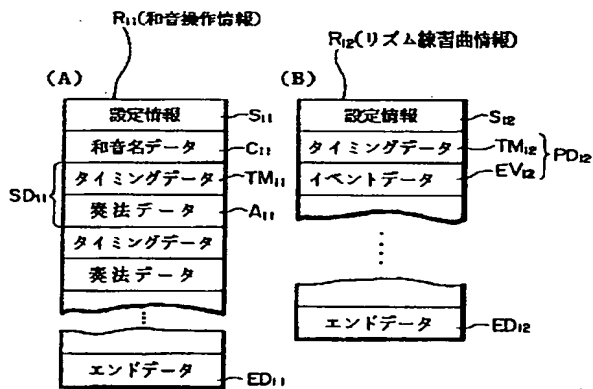 R₁₁(和音操作情報)
R₁₂(リズム練習曲情報)
(A)
(B)
設定情報 S₁₁
和音名データ C₁₁
SD₁₁ タイミングデータ TM₁₁
奏法データ A₁₁
タイミングデータ
奏法データ
エンドデータ ED₁₁
設定情報 S₁₂
タイミングデータ TM₁₂ PD₁₂
イベントデータ EV₁₂
エンドデータ ED₁₂